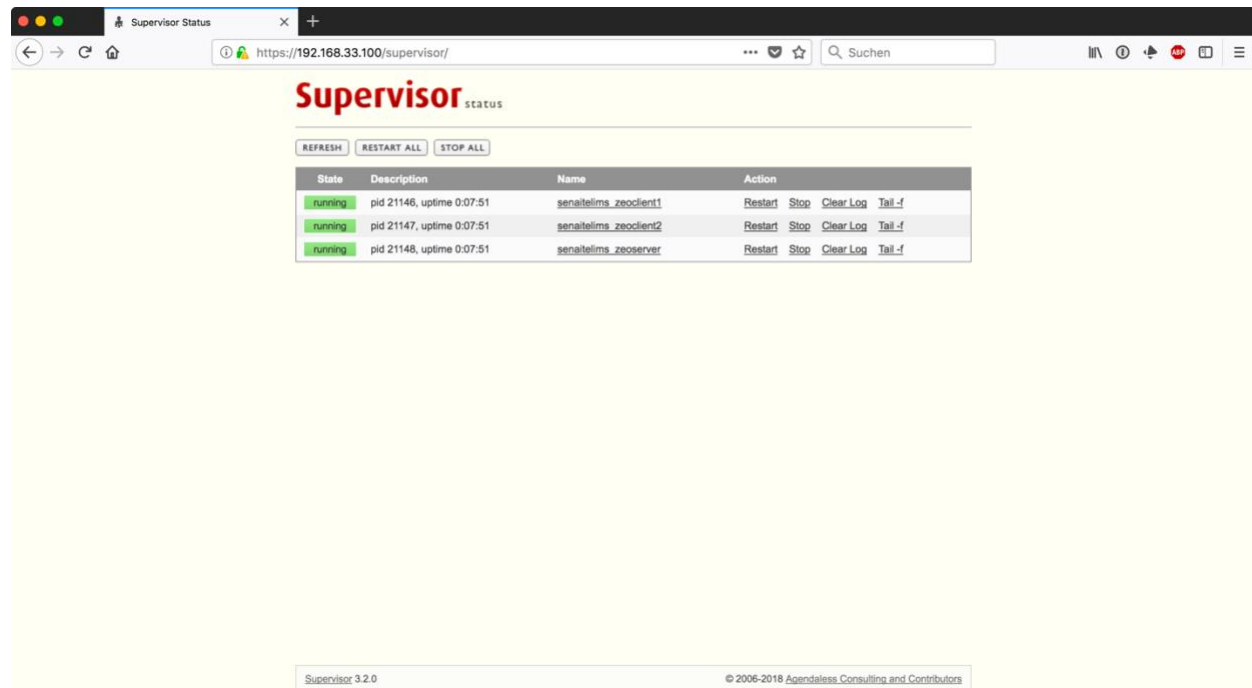 Supervisor Status
https://192.168.33.100/supervisor/
Suchen
ABP
Supervisor status
REFRESH RESTART ALL STOP ALL
State Description Name Action
running pid 21146, uptime 0:07:51 senaitelims_zeoclient1 Restart Stop Clear Log Tail -f
running pid 21147, uptime 0:07:51 senaitelims_zeoclient2 Restart Stop Clear Log Tail -f
running pid 21148, uptime 0:07:51 senaitelims_zeoserver Restart Stop Clear Log Tail -f
Supervisor 3.2.0 © 2006-2018 Agendaless Consulting and Contributors